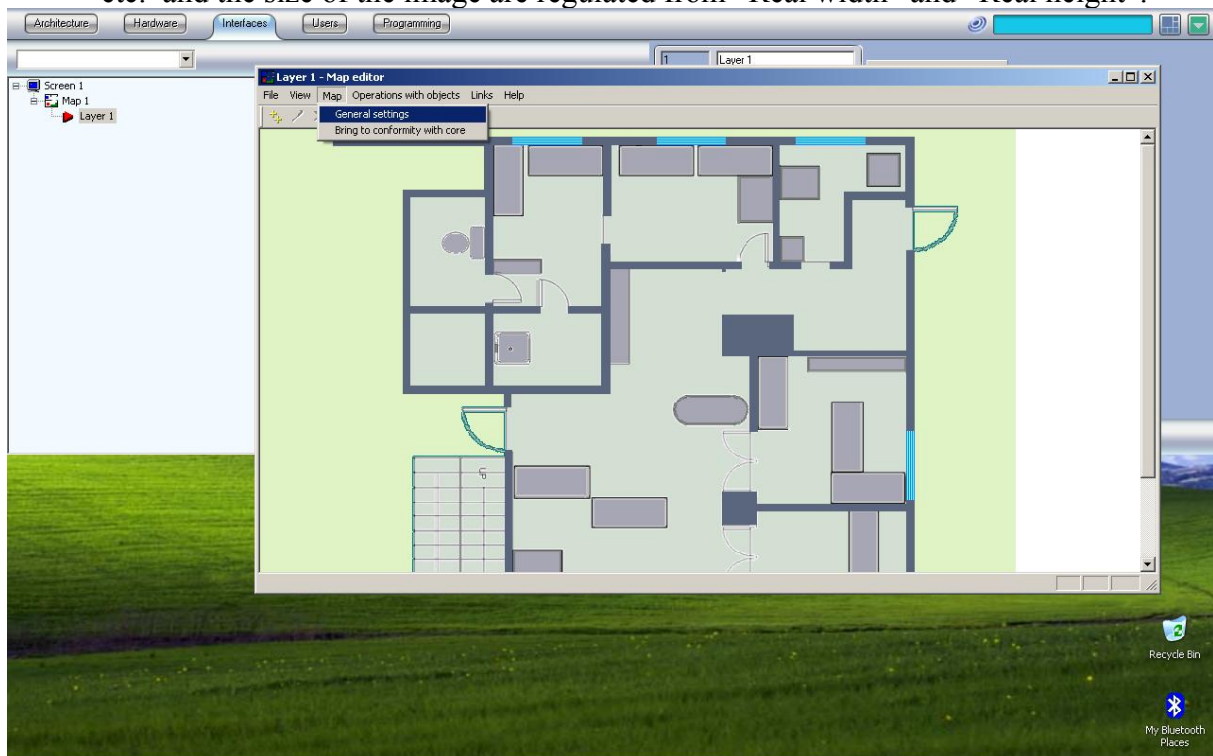 etc. and the size of the image are regulated from “Real width” and “Real height”.
Architecture Hardware Interfaces Users Programming
1 Layer 1
Screen 1
Map 1
Layer 1
Layer 1 - Map editor
File View Map Operations with objects Links Help
General settings
Bring to conformity with core
Recycle Bin
My Bluetooth
Places